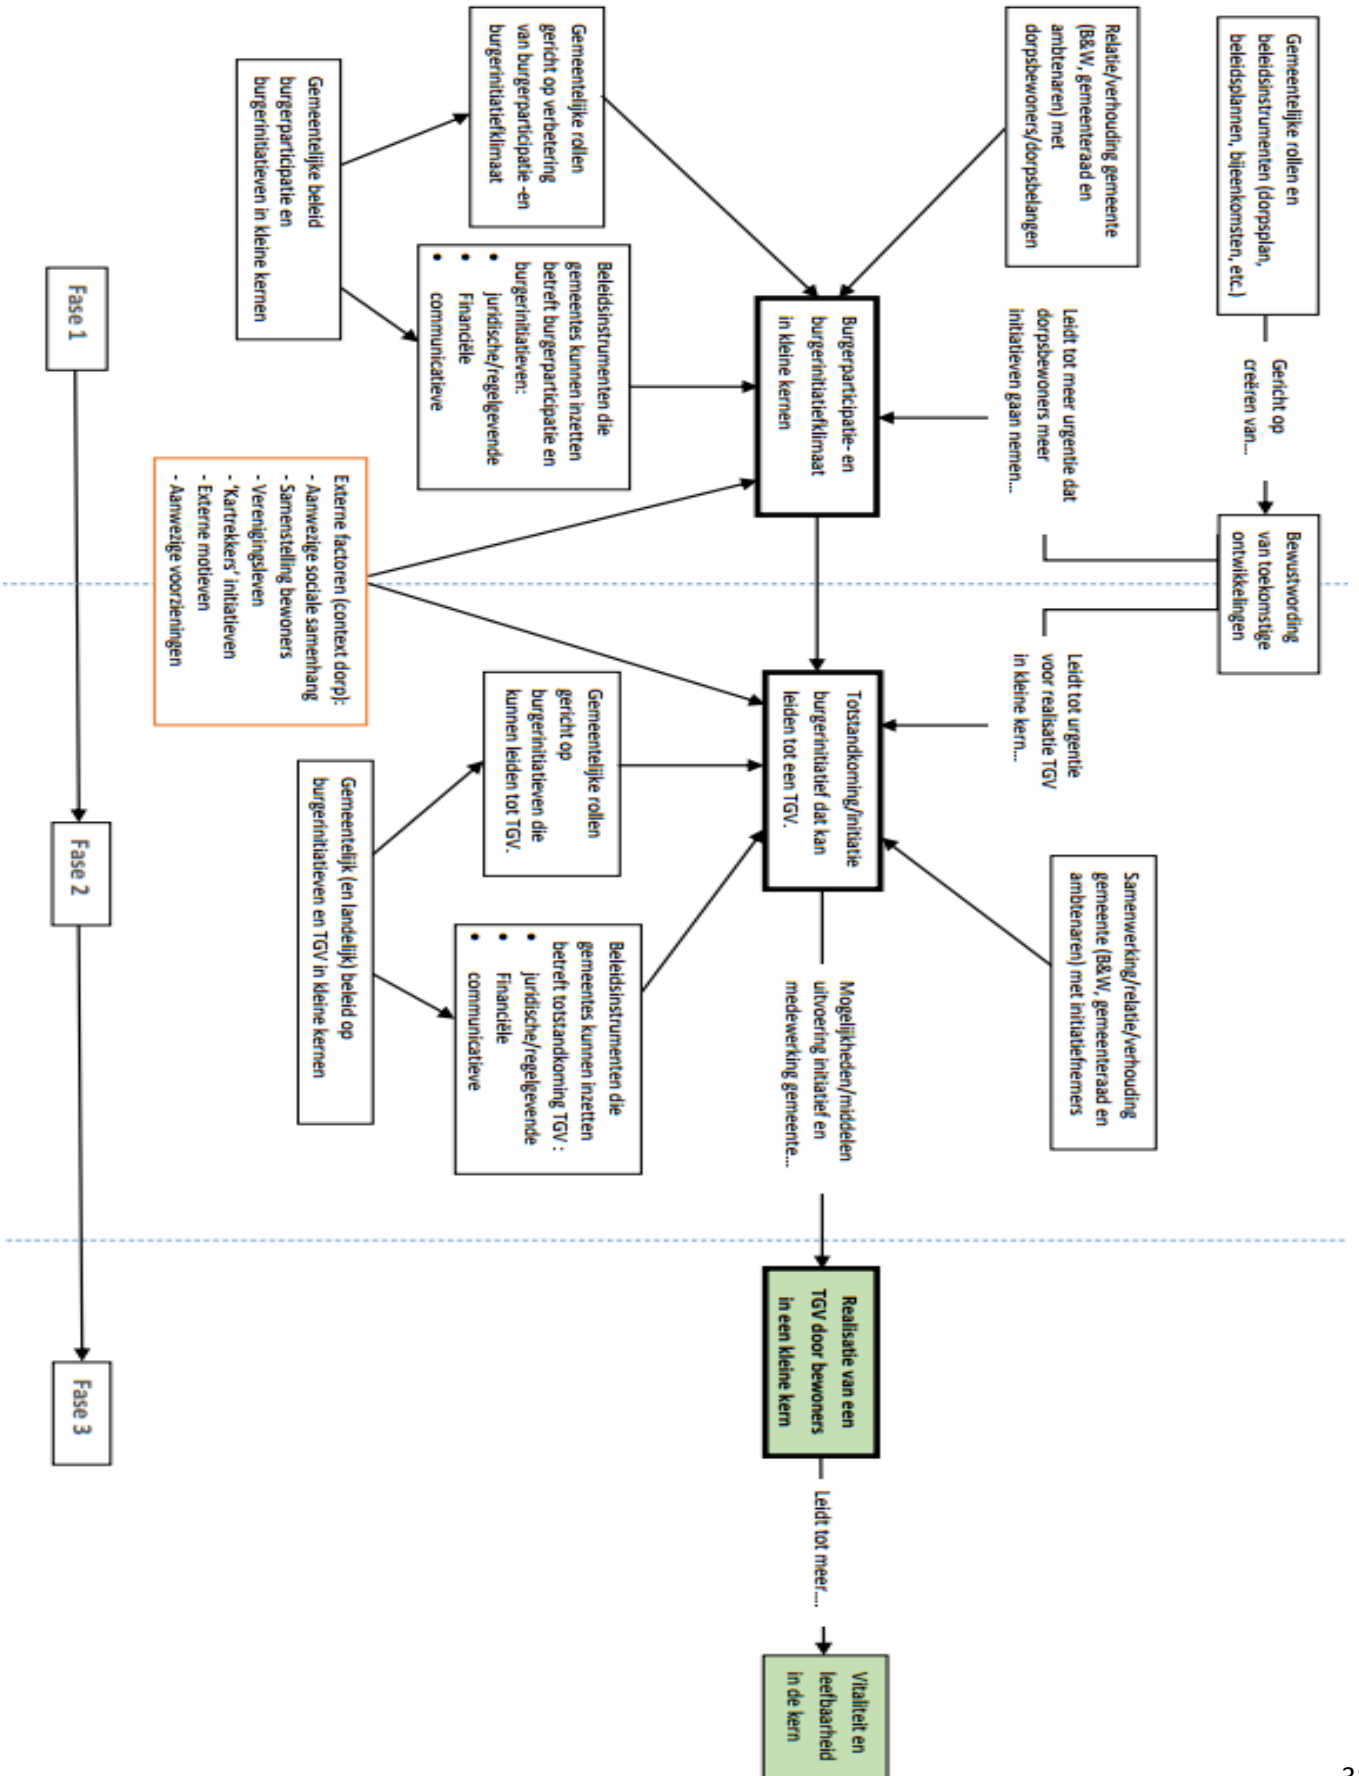 Gemeentelijke rollen en
beleidsinstrumenten (dorpsplan,
beleidsplannen, bijeenkomsten, etc.)
Gericht op
creëren van...
Bewustwording
van toekomstige
ontwikkelingen
Relatie/verhouding gemeente
(B&W, gemeenteraad en
ambtenaren) met
dorpsbewoners/dorpsbelangen
Leidt tot meer urgentie dat
dorpsbewoners meer
initiatieven gaan nemen...
Leidt tot urgentie
voor realisatie TGV
in kleine kern...
Samenwerking/relatie/verhouding
gemeente (B&W, gemeenteraad en
ambtenaren) met initiatiefnemers
Burgerparticipatie- en
burgerinitiatiefklimaat
in kleine kernen
Totstandkoming/initiatie
burgerinitiatief dat kan
leiden tot een TGV.
Mogelijkheden/middelen
uitvoering initiatief en
medewerking gemeente...
Realisatie van een
TGV door bewoners
in een kleine kern
Leidt tot meer....
Vitaliteit en
leefbaarheid
in de kern
Gemeentelijke rollen
gericht op verbetering
van burgerparticipatie -en
burgerinitiatiefklimaat
Beleidsinstrumenten die
gemeentes kunnen inzetten
betreft burgerparticipatie en
burgerinitiatieven:
• juridische/regelgevende
• Financiële
• communicatieve
Gemeentelijke rollen
gericht op
burgerinitiatieven die
kunnen leiden tot TGV.
Beleidsinstrumenten die
gemeentes kunnen inzetten
betreft totstandkoming TGV :
• juridische/regelgevende
• Financiële
• communicatieve
Gemeentelijke beleid
burgerparticipatie en
burgerinitiatieven in kleine kernen
Externe factoren (context dorp):
- Aanwezige sociale samenhang
- Samenstelling bewoners
- Verenigingsleven
- 'Kartrekkers' initiatieven
- Externe motieven
- Aanwezige voorzieningen
Gemeentelijk (en landelijk) beleid op
burgerinitiatieven en TGV in kleine kernen
Fase 1
Fase 2
Fase 3